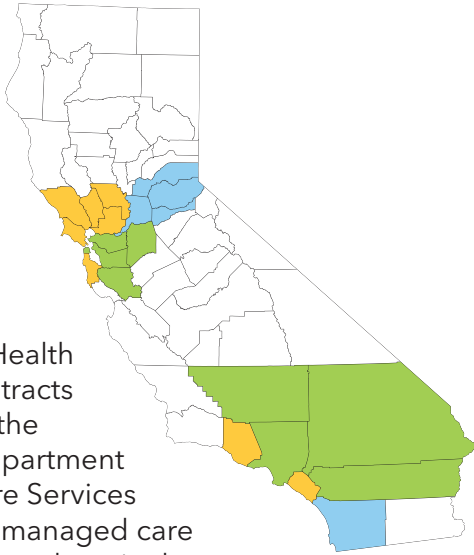 Health
tracts
the
partment
re Services
managed care